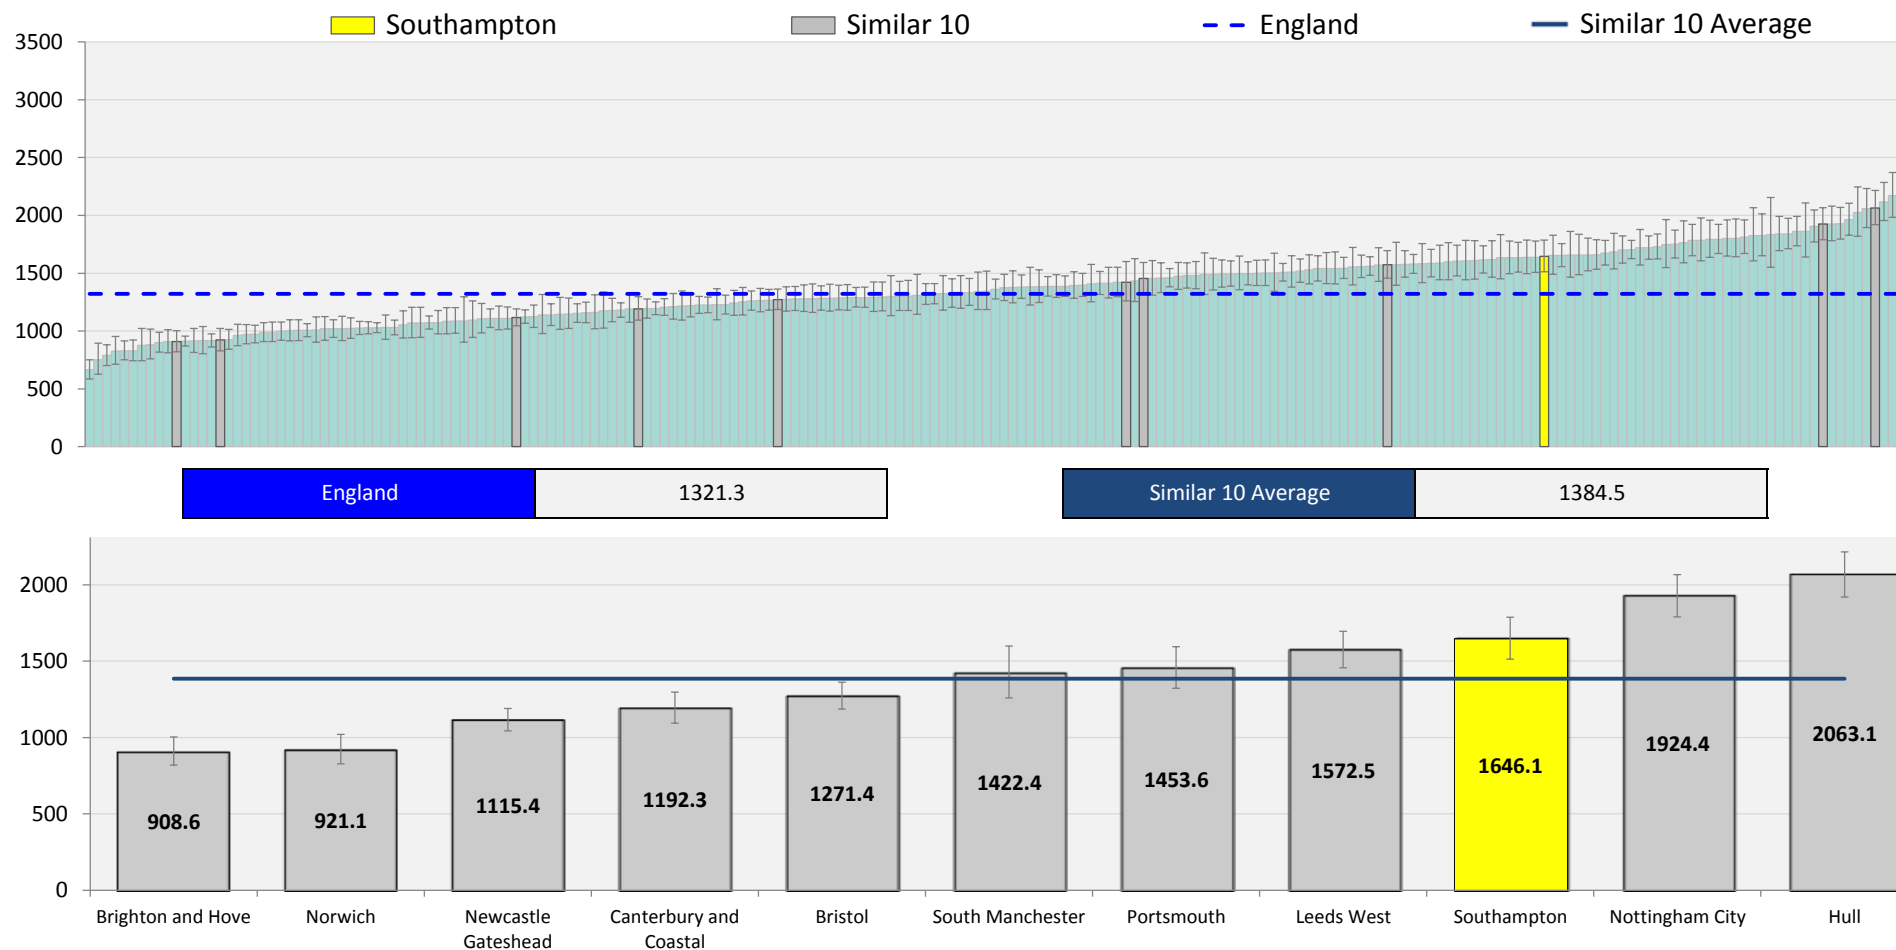 Southampton Similar 10 England Similar 10 Average
3500
3000
2500
2000
1500
1000
500
0
England 1321.3 Similar 10 Average 1384.5
2000
1500
1000
500
0
908.6 921.1 1115.4 1192.3 1271.4 1422.4 1453.6 1572.5 1646.1 1924.4 2063.1
Brighton and Hove Norwich Newcastle Canterbury and Bristol South Manchester Portsmouth Leeds West Southampton Nottingham City Hull
Gateshead Coastal